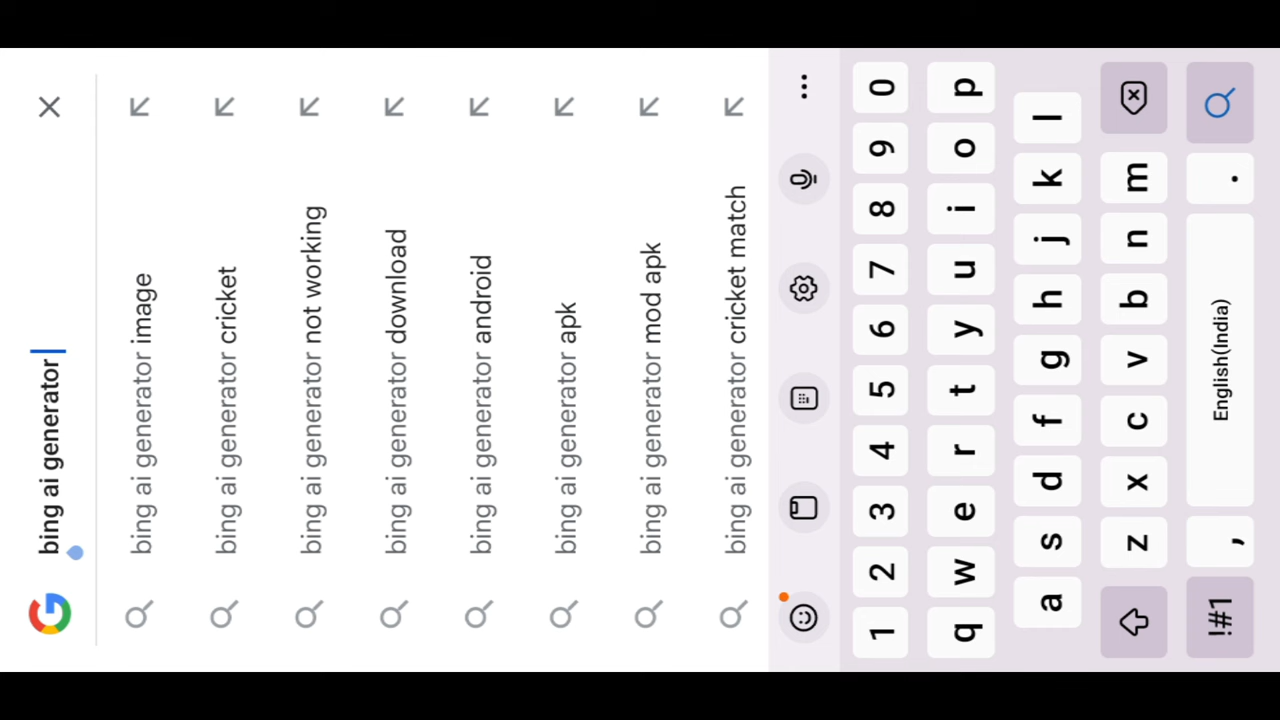 bing ai generator
bing ai generator image
bing ai generator cricket
bing ai generator not working
bing ai generator download
bing ai generator android
bing ai generator apk
bing ai generator mod apk
bing ai generator cricket match
1 2 3 4 5 6 7 8 9 0
q w e r t y u i o p
a s d f g h j k l
z x c v b n m
!#1 , English(India) .